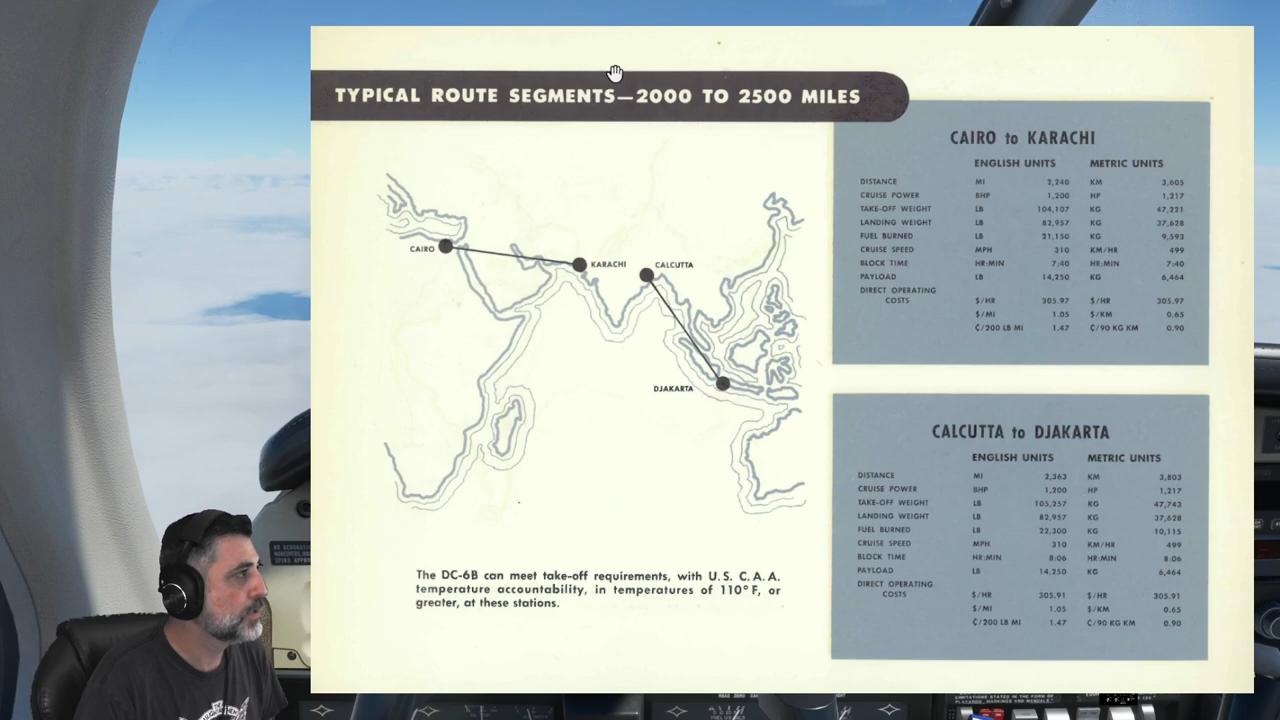 TYPICAL ROUTE SEGMENTS—2000 TO 2500 MILES
CAIRO
KARACHI
CALCUTTA
DJAKARTA
The DC-6B can meet take-off requirements, with U.S. C.A.A.
temperature accountability, in temperatures of 110°F, or
greater, at these stations.
CAIRO to KARACHI
ENGLISH UNITS METRIC UNITS
DISTANCE MI 2,240 KM 3,605
CRUISE POWER BHP 1,200 HP 1,217
TAKE-OFF WEIGHT LB 104,107 KG 47,221
LANDING WEIGHT LB 82,957 KG 37,628
FUEL BURNED LB 21,150 KG 9,593
CRUISE SPEED MPH 310 KM/HR 499
BLOCK TIME HR:MIN 7:40 HR:MIN 7:40
PAYLOAD LB 14,250 KG 6,464
DIRECT OPERATING
COSTS $/HR 305.97 $/HR 305.97
$/MI 1.05 $/KM 0.65
¢/200 LB MI 1.47 ¢/90 KG KM 0.90
CALCUTTA to DJAKARTA
ENGLISH UNITS METRIC UNITS
DISTANCE MI 2,363 KM 3,803
CRUISE POWER BHP 1,200 HP 1,217
TAKE-OFF WEIGHT LB 105,257 KG 47,743
LANDING WEIGHT LB 82,957 KG 37,628
FUEL BURNED LB 22,300 KG 10,115
CRUISE SPEED MPH 310 KM/HR 499
BLOCK TIME HR:MIN 8:06 HR:MIN 8:06
PAYLOAD LB 14,250 KG 6,464
DIRECT OPERATING
COSTS $/HR 305.91 $/HR 305.91
$/MI 1.05 $/KM 0.65
¢/200 LB MI 1.47 ¢/90 KG KM 0.90